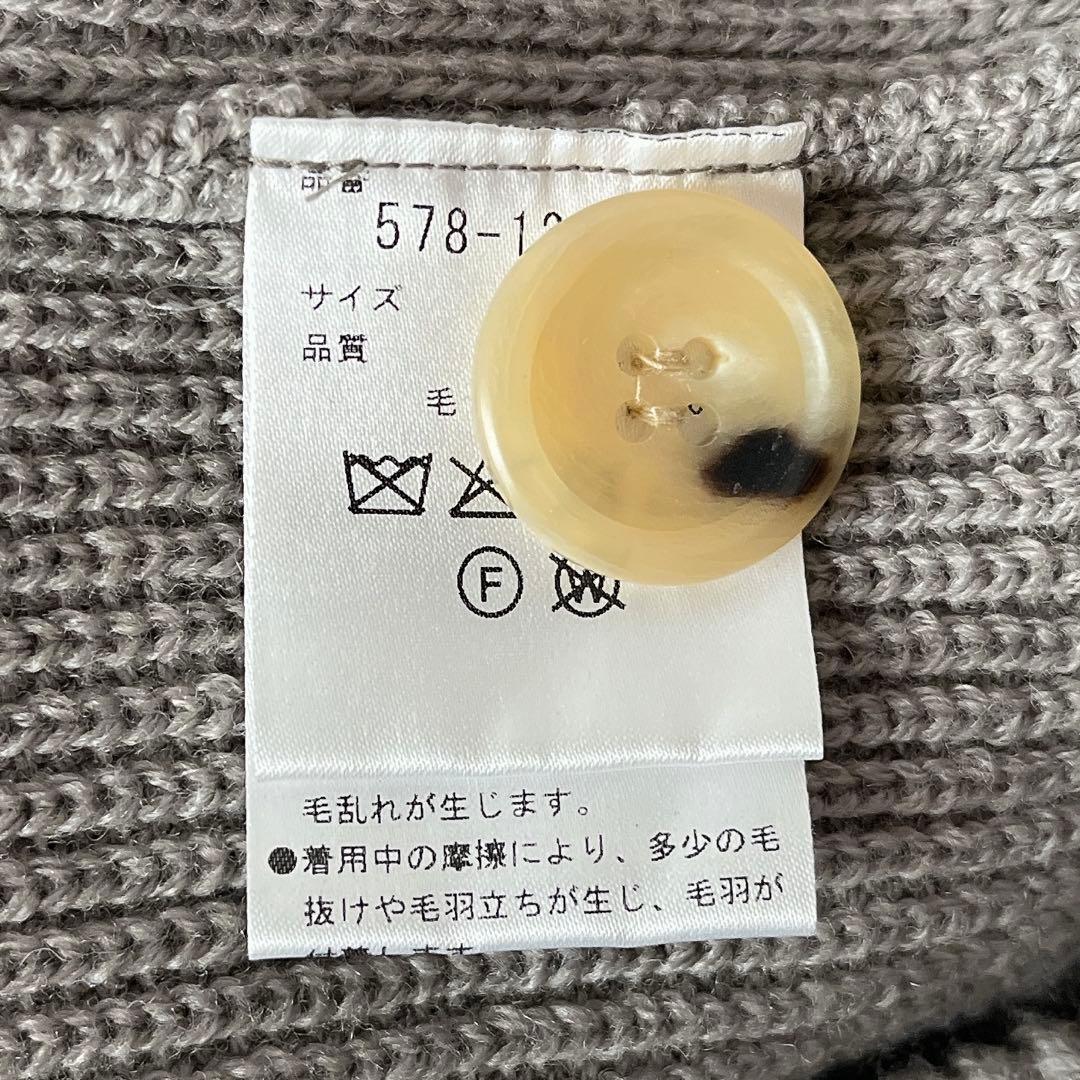 品番
578-1
サイズ
品質
毛
F
W
毛乱れが生じます。
●着用中の摩擦により、多少の毛
抜けや毛羽立ちが生じ、毛羽が